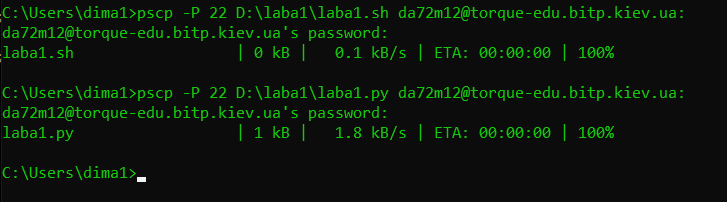 C:\Users\dima1>pscp -P 22 D:\laba1\laba1.sh da72m12@torque-edu.bitp.kiev.ua:
da72m12@torque-edu.bitp.kiev.ua's password:
laba1.sh | 0 kB | 0.1 kB/s | ETA: 00:00:00 | 100%
C:\Users\dima1>pscp -P 22 D:\laba1\laba1.py da72m12@torque-edu.bitp.kiev.ua:
da72m12@torque-edu.bitp.kiev.ua's password:
laba1.py | 1 kB | 1.8 kB/s | ETA: 00:00:00 | 100%
C:\Users\dima1>